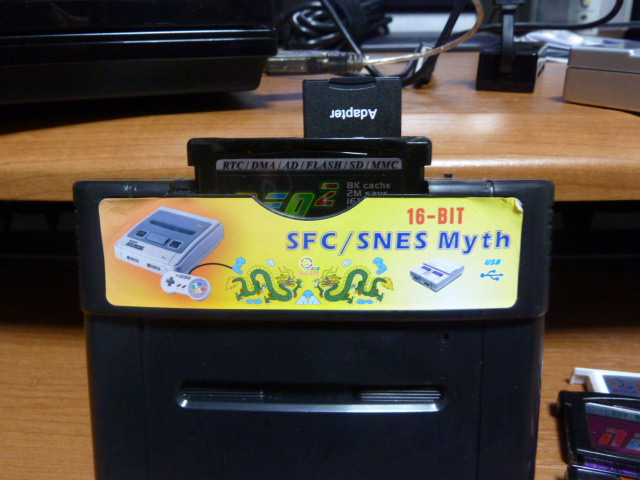 Adapter
RTC / DMA / AD / FLASH / SD / MMC
8K cache
2M save
16-BIT
SFC/SNES Myth
USB